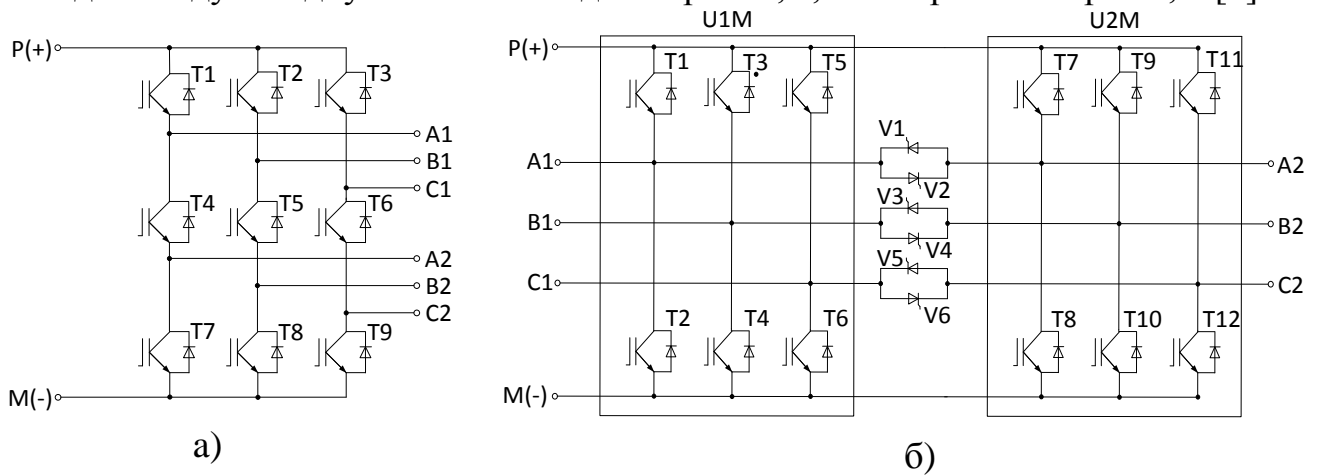 U1M U2M
P(+) T1 T2 T3 P(+) T1 T3 T5 T7 T9 T11
A1
B1
C1
T4 T5 T6
A2
B2
C2
T7 T8 T9
M(-)
A1 V1 V2 A2
B1 V3 V4 B2
C1 V5 V6 C2
T2 T4 T6 T8 T10 T12
M(-)
а) б)